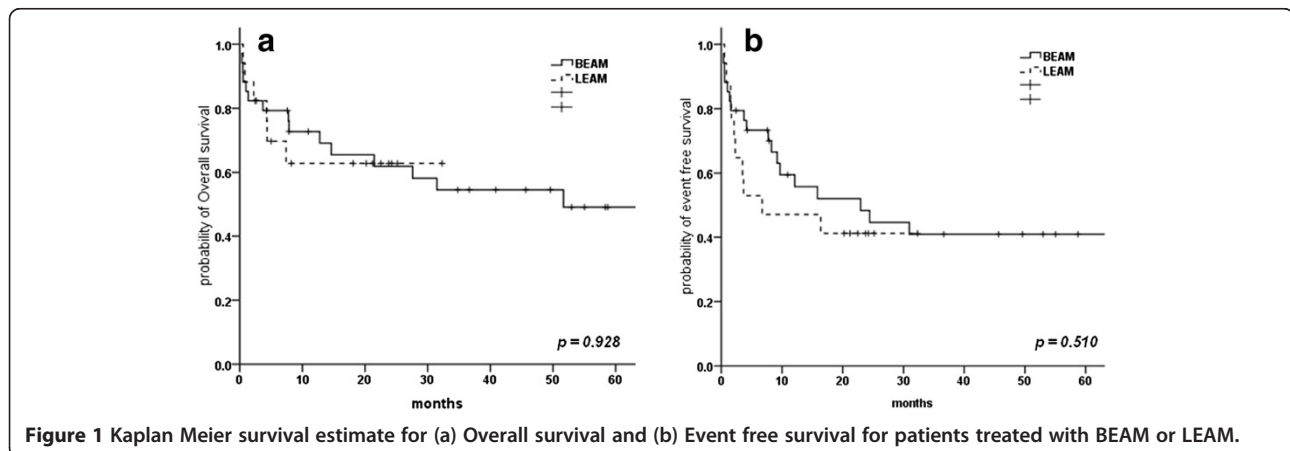 a
probability of Overall survival
1.0
0.8
0.6
0.4
0.2
0.0
BEAM
LEAM
p = 0.928
0 10 20 30 40 50 60
months
b
probability of event free survival
1.0
0.8
0.6
0.4
0.2
0.0
BEAM
LEAM
p = 0.510
0 10 20 30 40 50 60
months
Figure 1 Kaplan Meier survival estimate for (a) Overall survival and (b) Event free survival for patients treated with BEAM or LEAM.